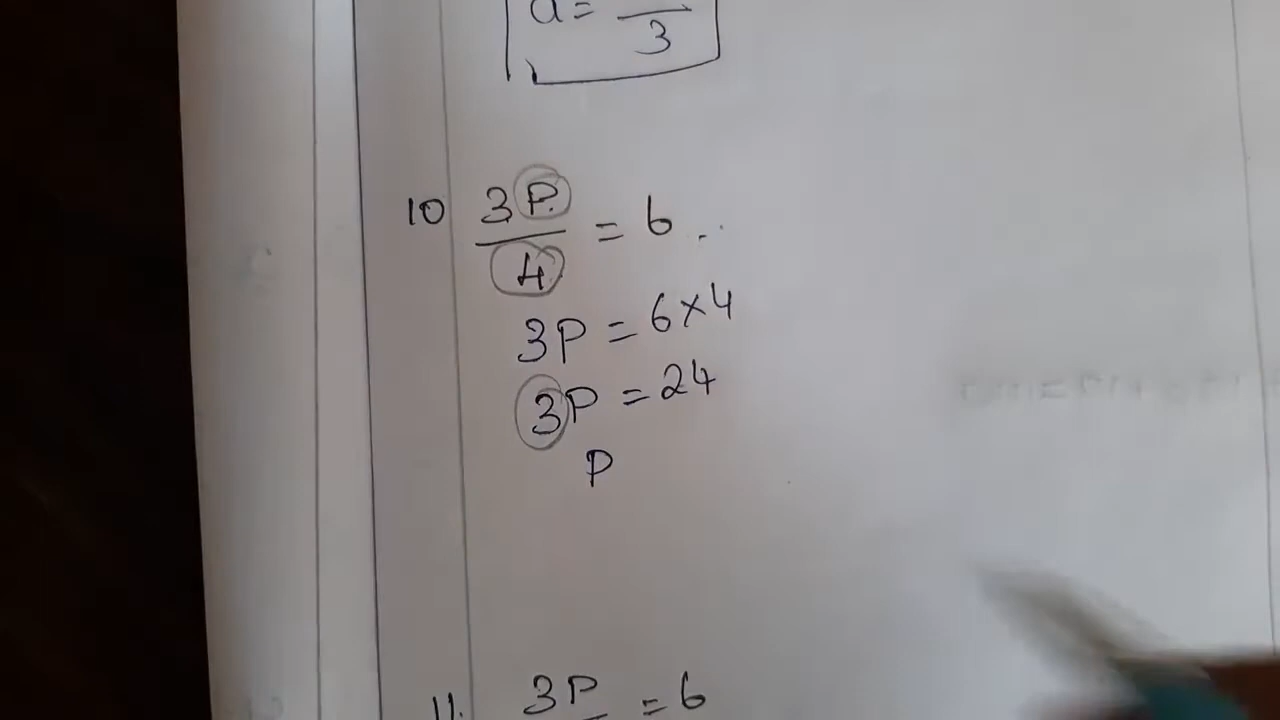 a = — 3
10 3P/4 = 6
3P = 6×4
3P = 24
P
11. 3P = 6